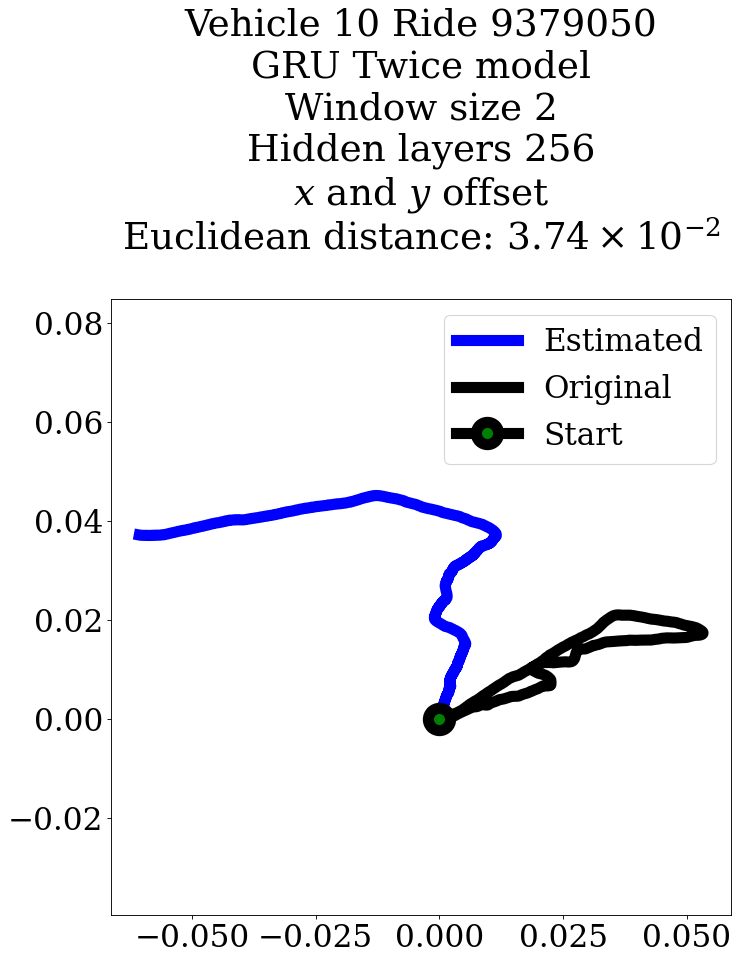 Vehicle 10 Ride 9379050
GRU Twice model
Window size 2
Hidden layers 256
x and y offset
Euclidean distance: 3.74 × 10⁻²
Estimated
Original
Start
0.08
0.06
0.04
0.02
0.00
−0.02
−0.050 −0.025 0.000 0.025 0.050